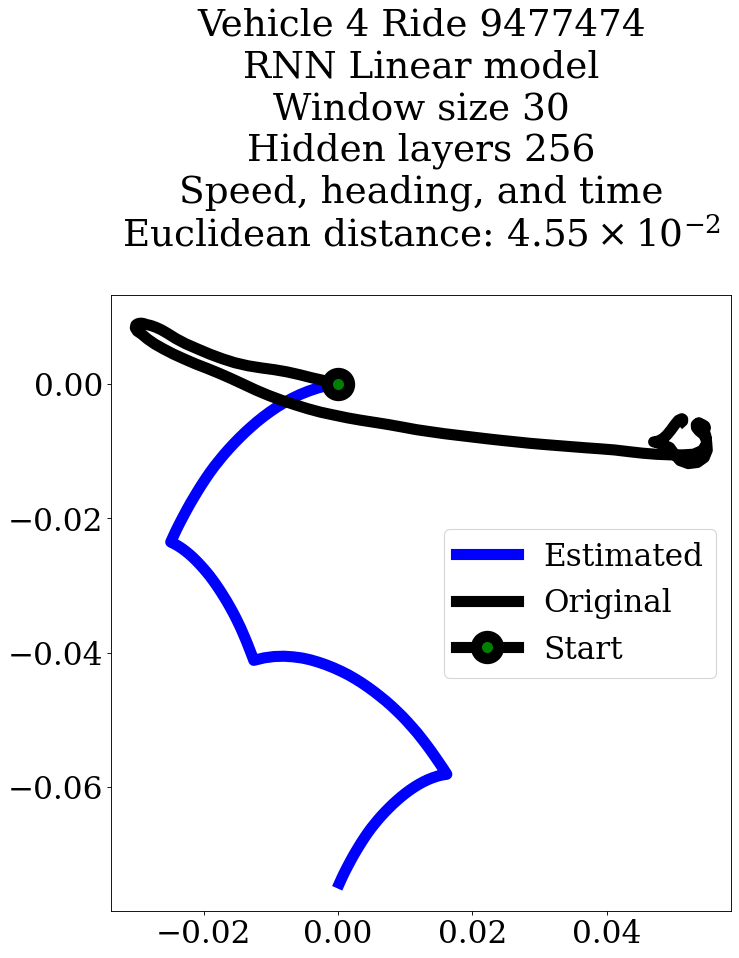 Vehicle 4 Ride 9477474
RNN Linear model
Window size 30
Hidden layers 256
Speed, heading, and time
Euclidean distance: 4.55 × 10⁻²
0.00
−0.02
−0.04
−0.06
Estimated
Original
Start
−0.02 0.00 0.02 0.04